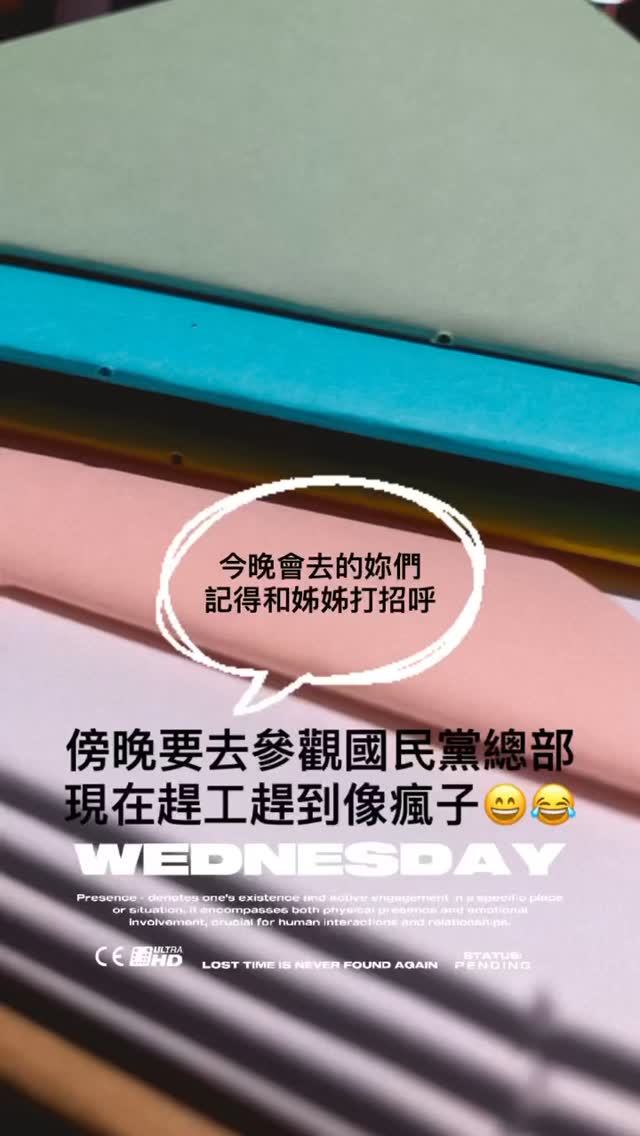 今晚會去的妳們
記得和姊姊打招呼
傍晚要去參觀國民黨總部
現在趕工趕到像瘋子😄😂
WEDNESDAY
Presence - denotes one's existence and active engagement in a specific place
or situation. It encompasses both physical presence and emotional
involvement, crucial for human interactions and relationships.
CE ULTRA HD
LOST TIME IS NEVER FOUND AGAIN
STATUS:
PENDING